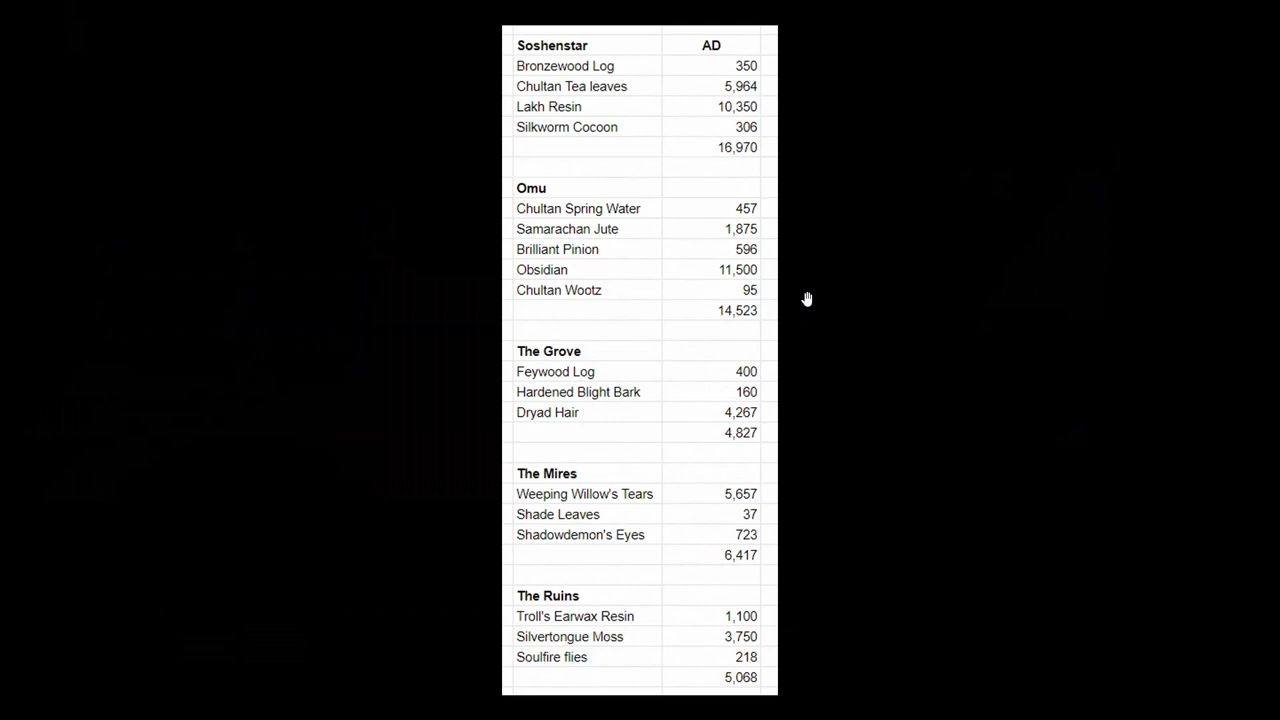 Soshenstar AD
Bronzewood Log 350
Chultan Tea leaves 5,964
Lakh Resin 10,350
Silkworm Cocoon 306
16,970
Omu
Chultan Spring Water 457
Samarachan Jute 1,875
Brilliant Pinion 596
Obsidian 11,500
Chultan Wootz 95
14,523
The Grove
Feywood Log 400
Hardened Blight Bark 160
Dryad Hair 4,267
4,827
The Mires
Weeping Willow's Tears 5,657
Shade Leaves 37
Shadowdemon's Eyes 723
6,417
The Ruins
Troll's Earwax Resin 1,100
Silvertongue Moss 3,750
Soulfire flies 218
5,068